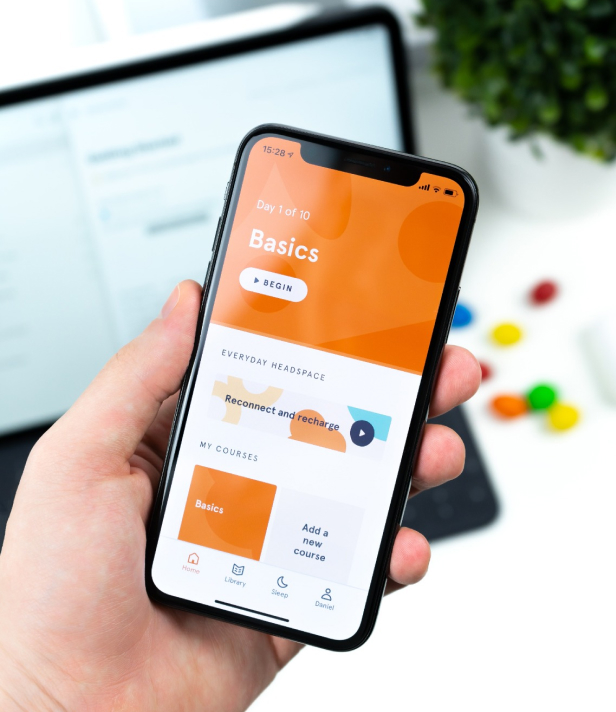 15:28
Day 1 of 10
Basics
BEGIN
EVERYDAY HEADSPACE
Reconnect and recharge
MY COURSES
Basics
Add a
new
course
Home
Library
Sleep
Daniel